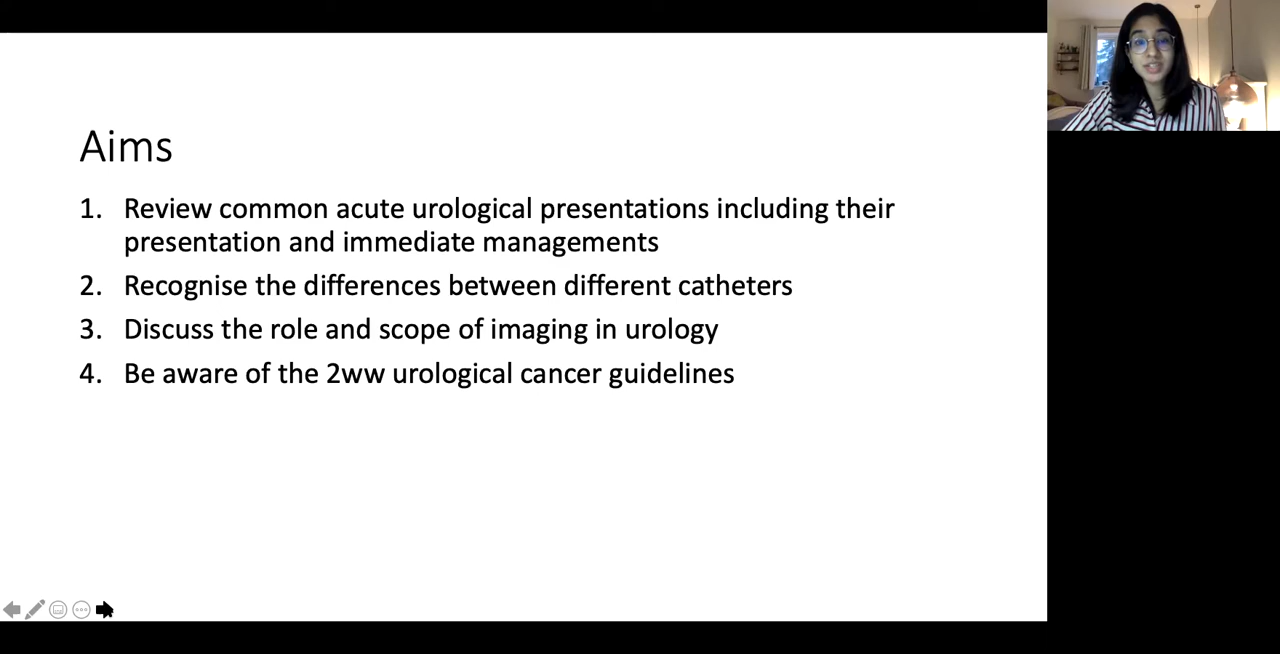 Aims
1. Review common acute urological presentations including their
presentation and immediate managements
2. Recognise the differences between different catheters
3. Discuss the role and scope of imaging in urology
4. Be aware of the 2ww urological cancer guidelines